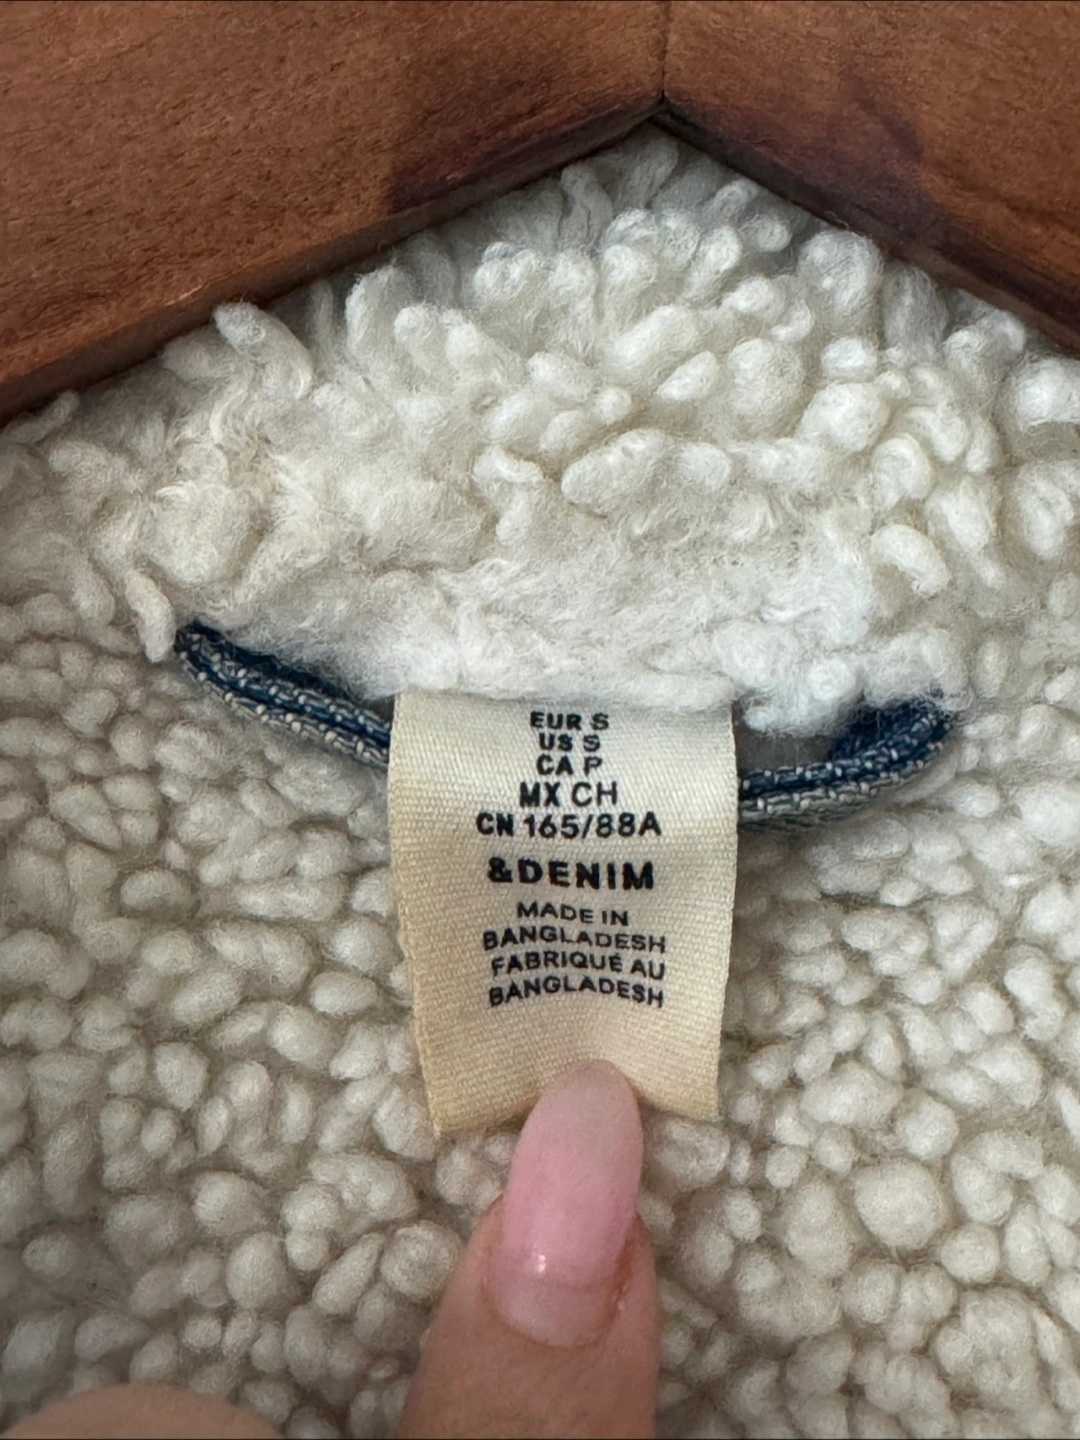 EUR S
US S
CA P
MX CH
CN 165/88A
&DENIM
MADE IN
BANGLADESH
FABRIQUÉ AU
BANGLADESH